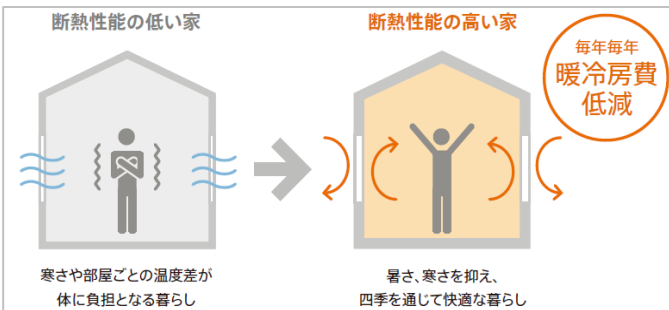 断熱性能の低い家
断熱性能の高い家
毎年毎年
暖冷房費
低減
寒さや部屋ごとの温度差が
体に負担となる暮らし
暑さ、寒さを抑え、
四季を通じて快適な暮らし